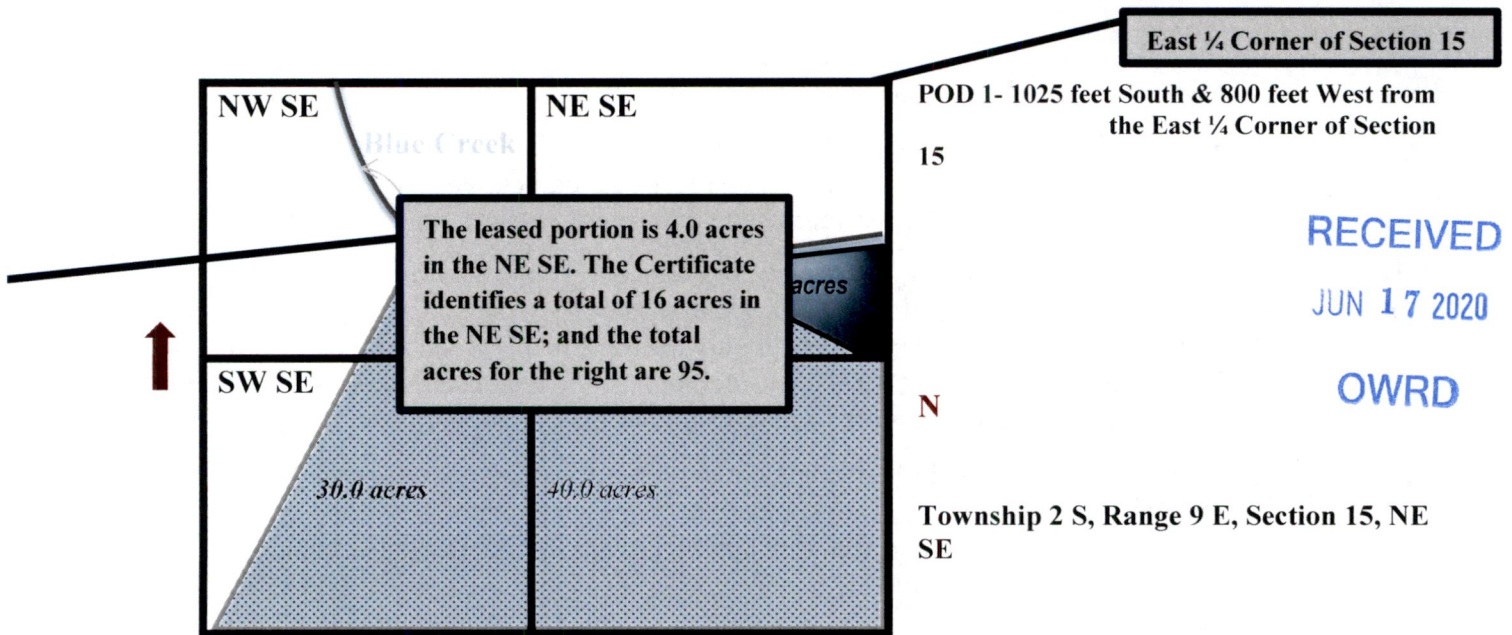 East ¼ Corner of Section 15
NW SE
NE SE
POD 1- 1025 feet South & 800 feet West from
the East ¼ Corner of Section
15
Blue Creek
The leased portion is 4.0 acres
in the NE SE. The Certificate
identifies a total of 16 acres in
the NE SE; and the total
acres for the right are 95.
acres
RECEIVED
JUN 17 2020
OWRD
SW SE
N
30.0 acres
40.0 acres
Township 2 S, Range 9 E, Section 15, NE
SE